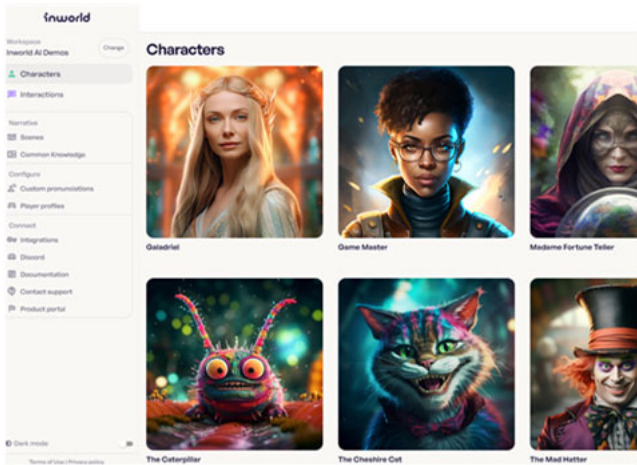 inworld
Workspace
Inworld AI Demos
Change
Characters
Interactions
Narrative
Scenes
Common Knowledge
Configure
Custom pronunciations
Player profiles
Connect
Integrations
Discord
Documentation
Contact support
Product portal
Dark mode
Terms of Use | Privacy policy
Characters
Galadriel
Game Master
Madame Fortune Teller
The Caterpillar
The Cheshire Cat
The Mad Hatter